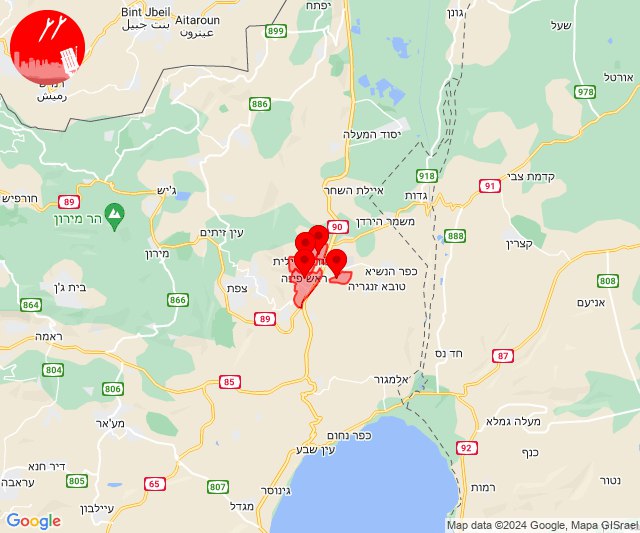 Bint Jbeil
بنت جبيل
Aitaroun
عيترون
יפתח
גונן
899
שעל
رميش
אורטל
978
886
יסוד המעלה
918
קדמת צבי
איילת השחר
91
89
ג'יש
גדות
חורפיש
הר מירון
90
משמר הירדן
888
עין זיתים
קצרין
מירון
כפר הנשיא
ראש פינה
טובא זנגריה
צפת
808
בית ג'ן
866
864
אניעם
89
ראמה
חד נס
87
804
85
אלמגור
806
מע'אר
מעלה גמלא
כפר נחום
92
כנף
עין שבע
דיר חנא
65
805
807
גינוסר
רמות
נטור
עראבה
עיילבון
מגדל
Google
Map data ©2024 Google, Mapa GISrael